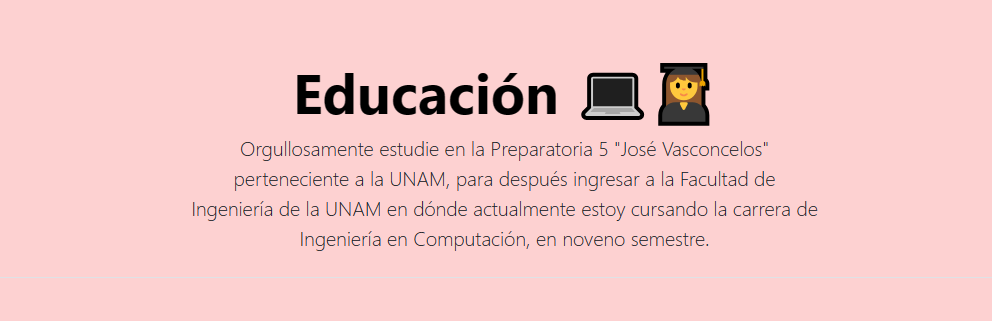 Educación 💻👩‍🎓
Orgullosamente estudie en la Preparatoria 5 "José Vasconcelos"
perteneciente a la UNAM, para después ingresar a la Facultad de
Ingeniería de la UNAM en dónde actualmente estoy cursando la carrera de
Ingeniería en Computación, en noveno semestre.